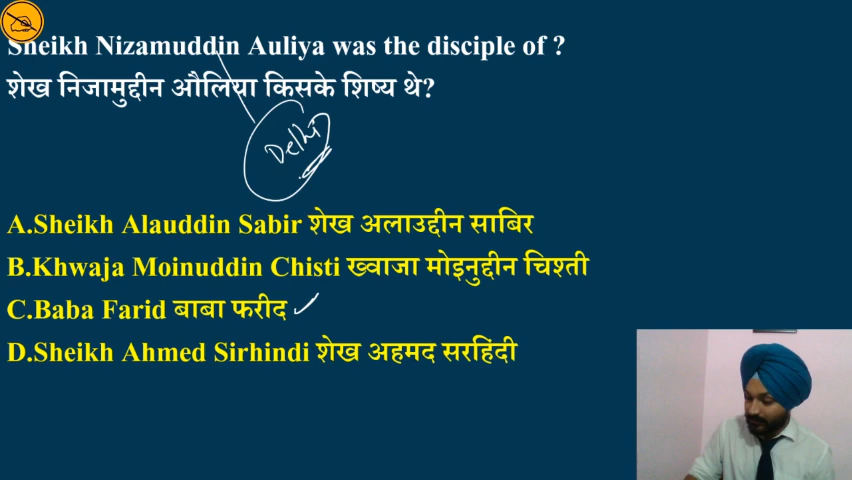 Sheikh Nizamuddin Auliya was the disciple of ?
शेख निजामुद्दीन औलिया किसके शिष्य थे?
Delhi
A.Sheikh Alauddin Sabir शेख अलाउद्दीन साबिर
B.Khwaja Moinuddin Chisti ख्वाजा मोइनुद्दीन चिश्ती
C.Baba Farid बाबा फरीद
D.Sheikh Ahmed Sirhindi शेख अहमद सरहिंदी